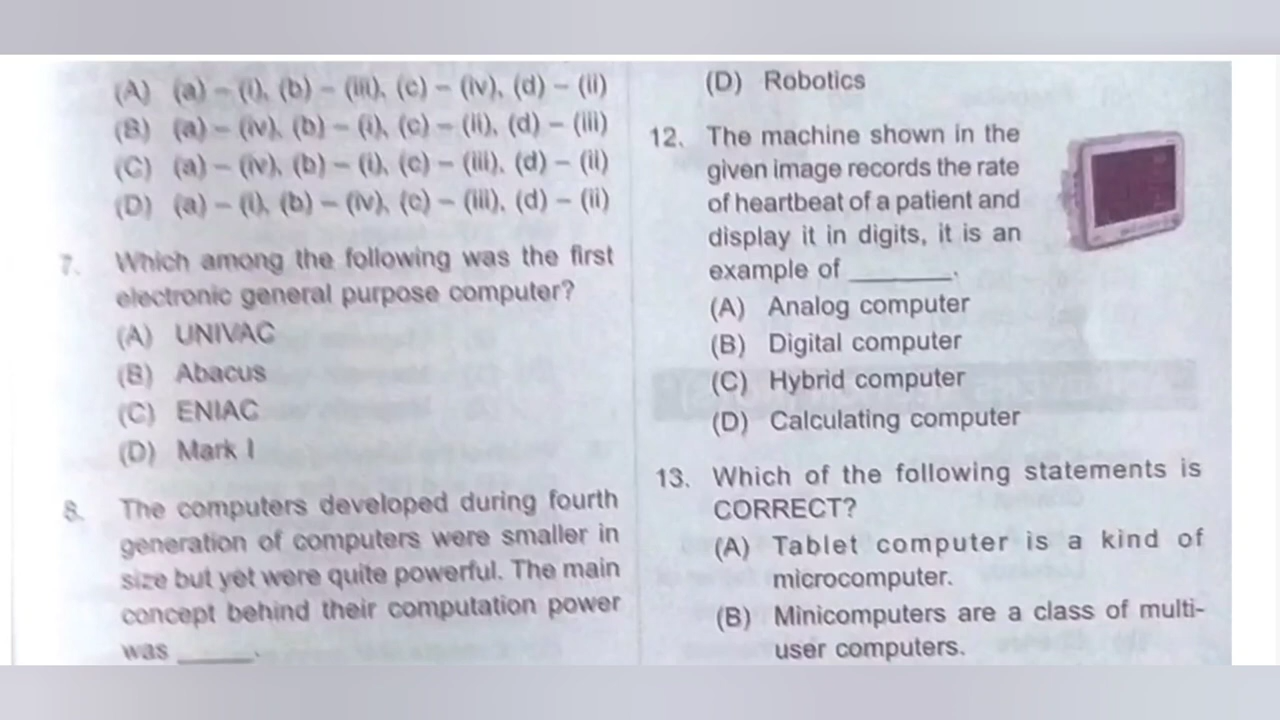 (A) (a) – (i), (b) – (iii), (c) – (iv), (d) – (ii)
(B) (a) – (iv), (b) – (i), (c) – (ii), (d) – (iii)
(C) (a) – (iv), (b) – (i), (c) – (iii), (d) – (ii)
(D) (a) – (i), (b) – (iv), (c) – (iii), (d) – (ii)
7. Which among the following was the first
electronic general purpose computer?
(A) UNIVAC
(B) Abacus
(C) ENIAC
(D) Mark I
8. The computers developed during fourth
generation of computers were smaller in
size but yet were quite powerful. The main
concept behind their computation power
was ______.
(D) Robotics
12. The machine shown in the
given image records the rate
of heartbeat of a patient and
display it in digits, it is an
example of ________.
(A) Analog computer
(B) Digital computer
(C) Hybrid computer
(D) Calculating computer
13. Which of the following statements is
CORRECT?
(A) Tablet computer is a kind of
microcomputer.
(B) Minicomputers are a class of multi-
user computers.